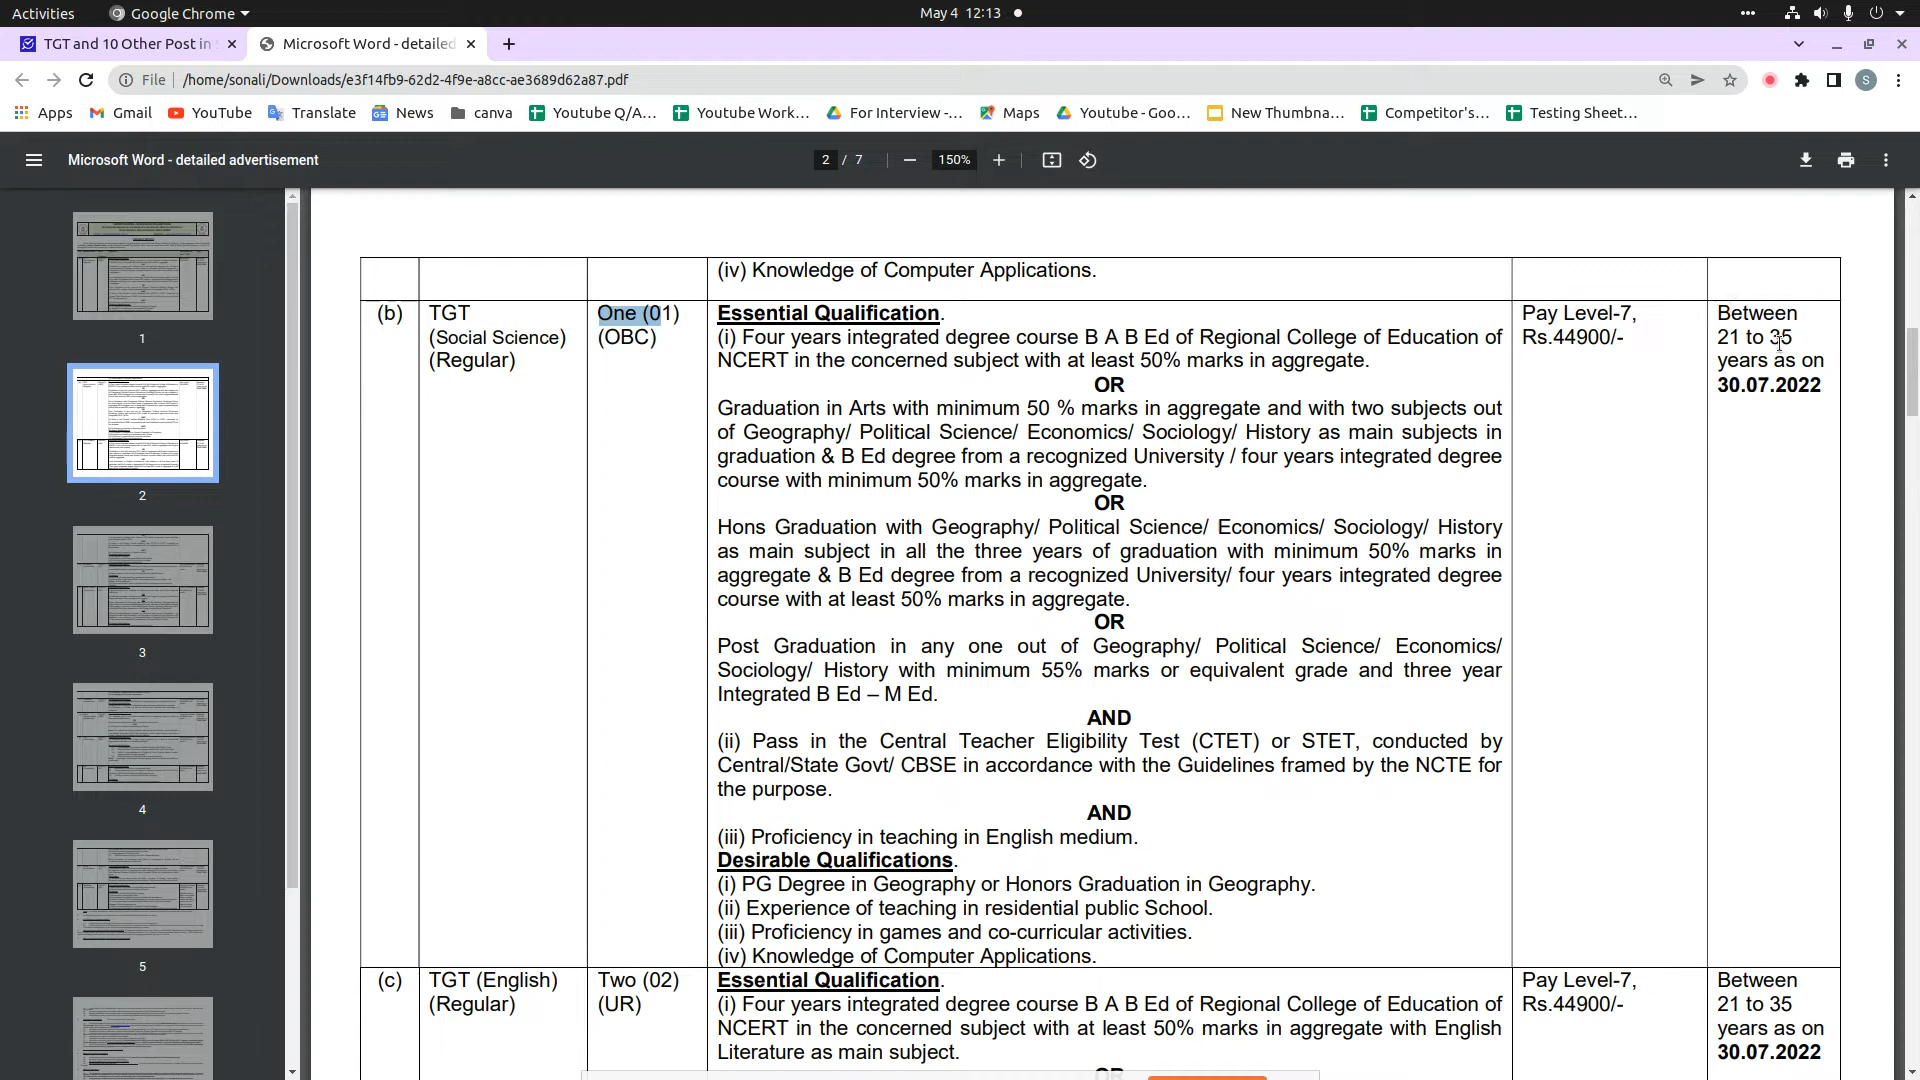 Activities
Google Chrome
May 4 12:13
TGT and 10 Other Post in
Microsoft Word - detailed
File
/home/sonali/Downloads/e3f14fb9-62d2-4f9e-a8cc-ae3689d62a87.pdf
S
Apps
Gmail
YouTube
Translate
News
canva
Youtube Q/A...
Youtube Work...
For Interview -...
Maps
Youtube - Goo...
New Thumbna...
Competitor's...
Testing Sheet...
Microsoft Word - detailed advertisement
2 / 7
150%
1
2
3
4
5
(iv) Knowledge of Computer Applications.
(b)
TGT
(Social Science)
(Regular)
One (01)
(OBC)
Essential Qualification.
(i) Four years integrated degree course B A B Ed of Regional College of Education of
NCERT in the concerned subject with at least 50% marks in aggregate.
OR
Graduation in Arts with minimum 50 % marks in aggregate and with two subjects out
of Geography/ Political Science/ Economics/ Sociology/ History as main subjects in
graduation & B Ed degree from a recognized University / four years integrated degree
course with minimum 50% marks in aggregate.
OR
Hons Graduation with Geography/ Political Science/ Economics/ Sociology/ History
as main subject in all the three years of graduation with minimum 50% marks in
aggregate & B Ed degree from a recognized University/ four years integrated degree
course with at least 50% marks in aggregate.
OR
Post Graduation in any one out of Geography/ Political Science/ Economics/
Sociology/ History with minimum 55% marks or equivalent grade and three year
Integrated B Ed – M Ed.
AND
(ii) Pass in the Central Teacher Eligibility Test (CTET) or STET, conducted by
Central/State Govt/ CBSE in accordance with the Guidelines framed by the NCTE for
the purpose.
AND
(iii) Proficiency in teaching in English medium.
Desirable Qualifications.
(i) PG Degree in Geography or Honors Graduation in Geography.
(ii) Experience of teaching in residential public School.
(iii) Proficiency in games and co-curricular activities.
(iv) Knowledge of Computer Applications.
Pay Level-7,
Rs.44900/-
Between
21 to 35
years as on
30.07.2022
(c)
TGT (English)
(Regular)
Two (02)
(UR)
Essential Qualification.
(i) Four years integrated degree course B A B Ed of Regional College of Education of
NCERT in the concerned subject with at least 50% marks in aggregate with English
Literature as main subject.
OR
Pay Level-7,
Rs.44900/-
Between
21 to 35
years as on
30.07.2022